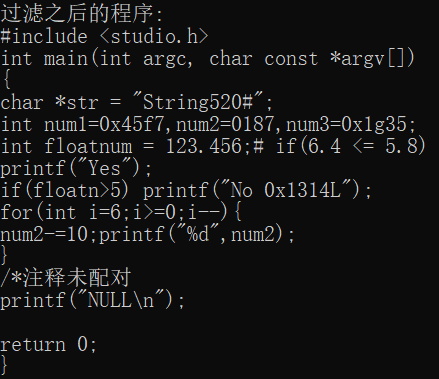 过滤之后的程序:
#include <studio.h>
int main(int argc, char const *argv[])
{
char *str = "String520#";
int num1=0x45f7,num2=0187,num3=0x1g35;
int floatnum = 123.456;# if(6.4 <= 5.8)
printf("Yes");
if(floatn>5) printf("No 0x1314L");
for(int i=6;i>=0;i--){
num2-=10;printf("%d",num2);
}
/*注释未配对
printf("NULL\n");
return 0;
}